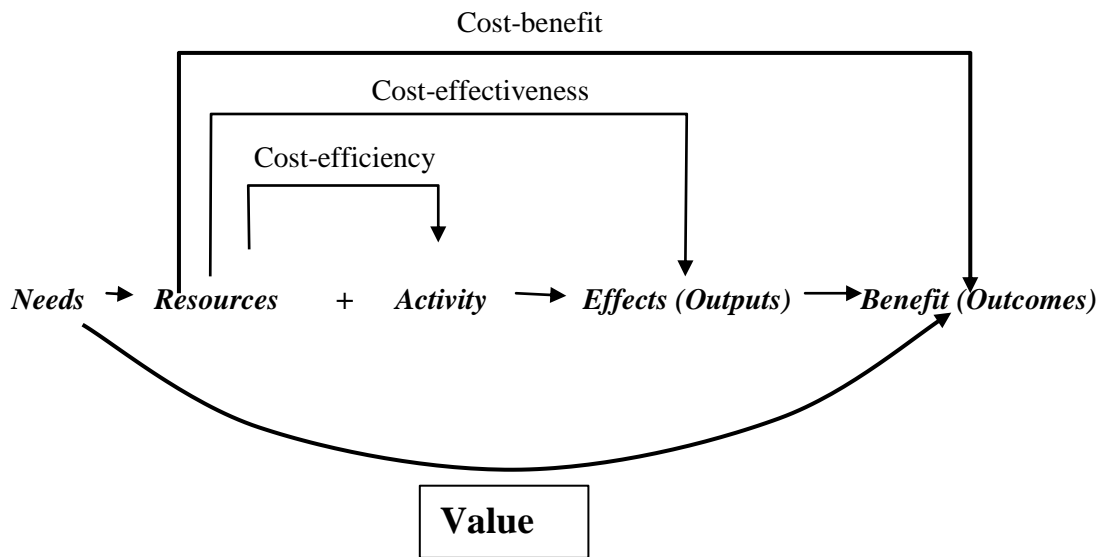 Cost-benefit
Cost-effectiveness
Cost-efficiency
Needs Resources + Activity Effects (Outputs) Benefit (Outcomes)
Value